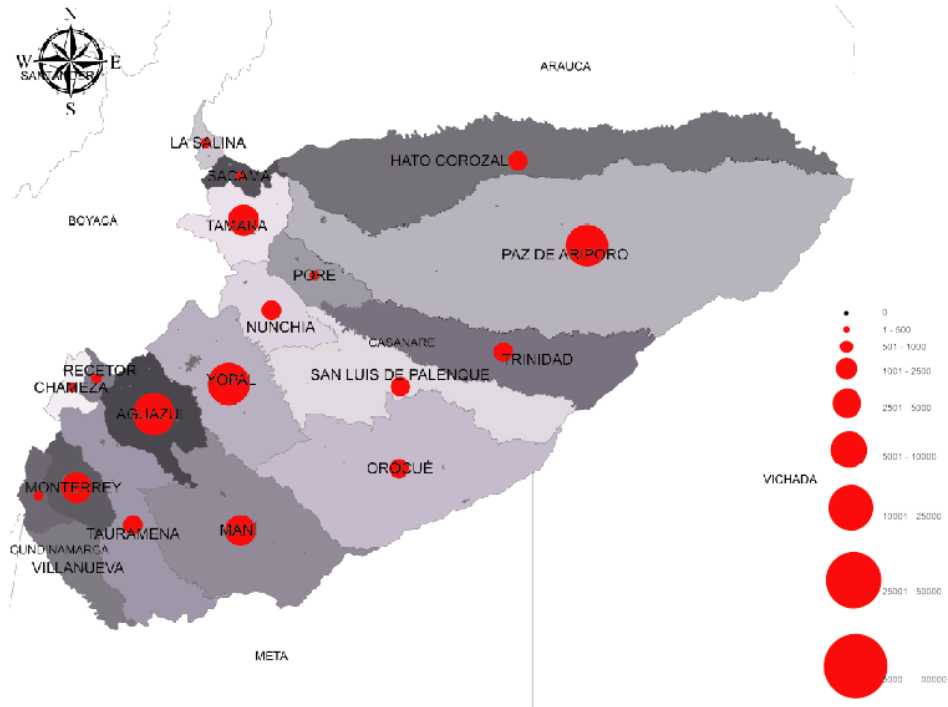 N
W E
SANTANDER
S
ARAUCA
LA SALINA
HATO COROZAL
SACAMA
BOYACÁ
TAMARA
PAZ DE ARIPORO
PORE
NUNCHIA
CASANARE
TRINIDAD
RECETOR
SAN LUIS DE PALENQUE
CHAMEZA
YOPAL
AGUAZUL
OROCUÉ
VICHADA
MONTERREY
TAURAMENA
MANI
CUNDINAMARCA
VILLANUEVA
META
0
1 - 500
501 - 1000
1001 - 2500
2501 - 5000
5001 - 10000
10001 - 25000
25001 - 50000